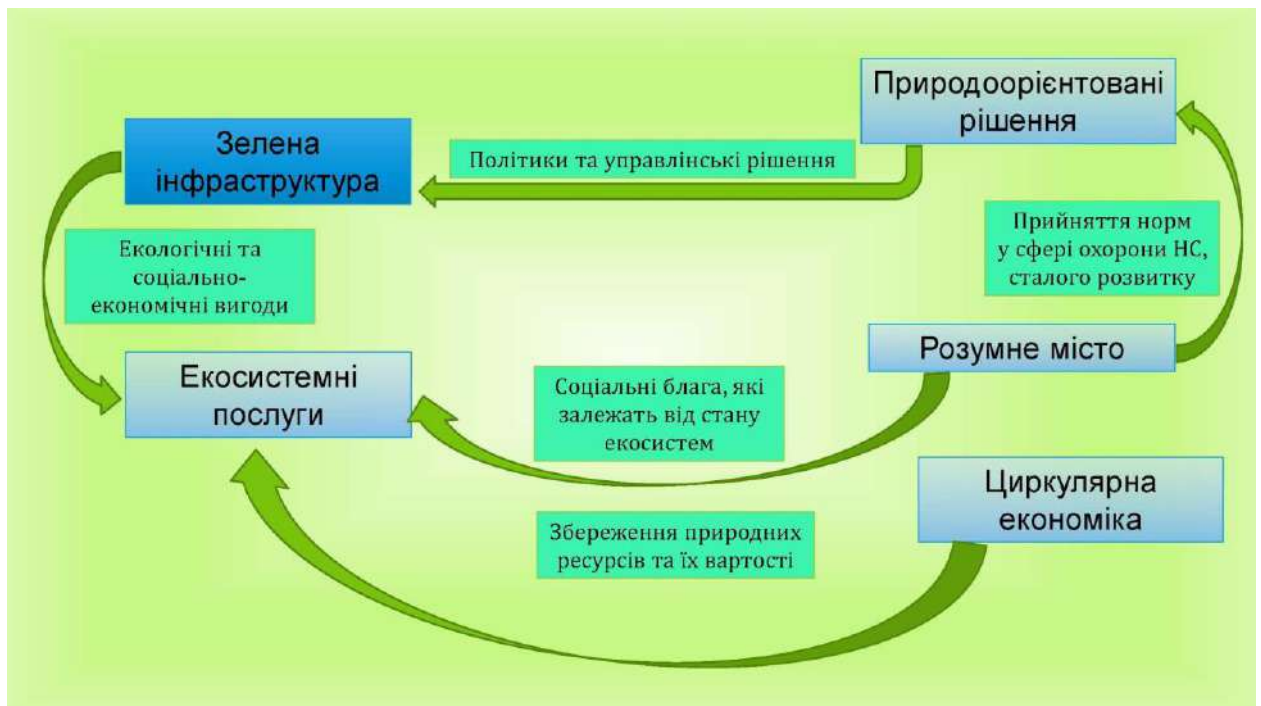 Природоорієнтовані
рішення
Зелена
інфраструктура
Політики та управлінські рішення
Прийняття норм
у сфері охорони НС,
сталого розвитку
Екологічні та
соціально-
економічні вигоди
Розумне місто
Екосистемні
послуги
Соціальні блага, які
залежать від стану
екосистем
Циркулярна
економіка
Збереження природних
ресурсів та їх вартості